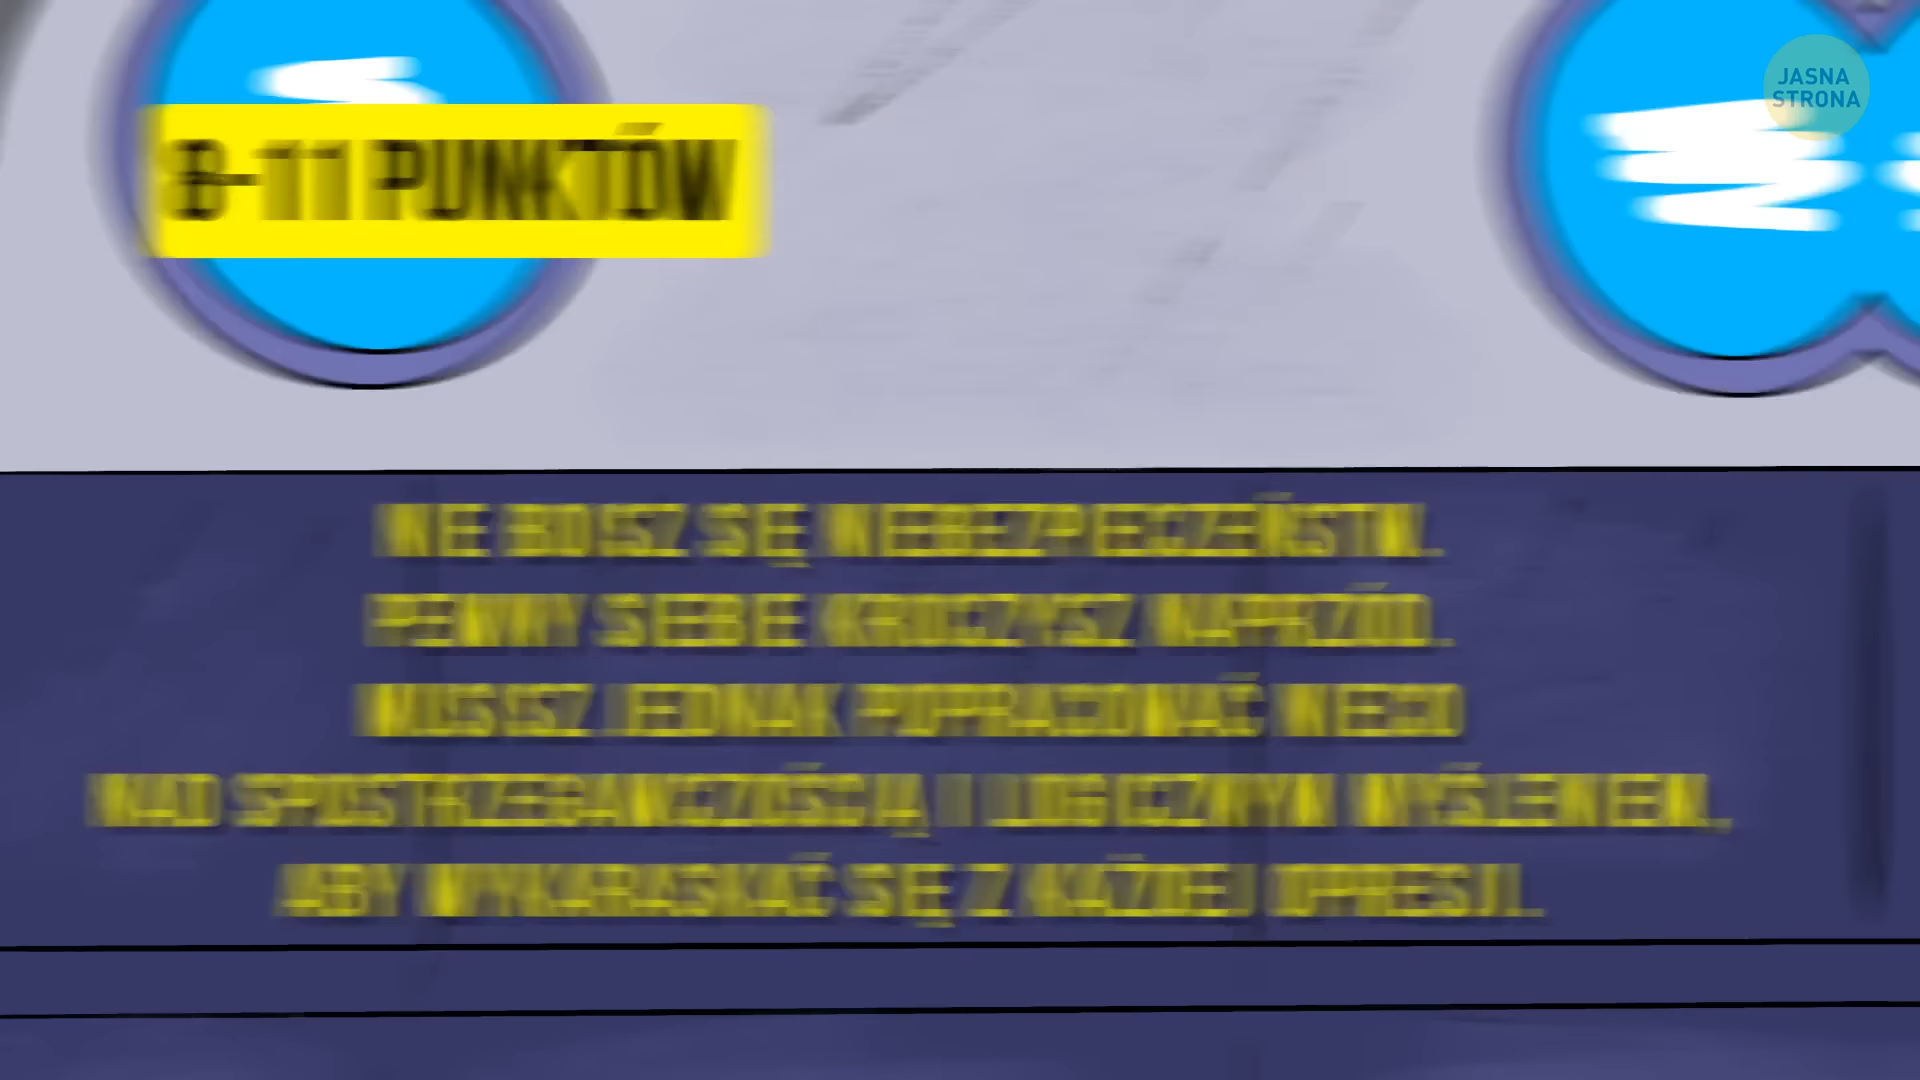 JASNA
STRONA
8-11 PUNKTÓW
NIE BOISZ SIĘ NIEBEZPIECZEŃSTW.
PEWNY SIEBIE KROCZYSZ NAPRZÓD.
MUSISZ JEDNAK POPRACOWAĆ NIECO
NAD SPOSTRZEGAWCZOŚCIĄ I LOGICZNYM MYŚLENIEM,
ABY WYKARASKAĆ SIĘ Z KAŻDEJ OPRESJI.